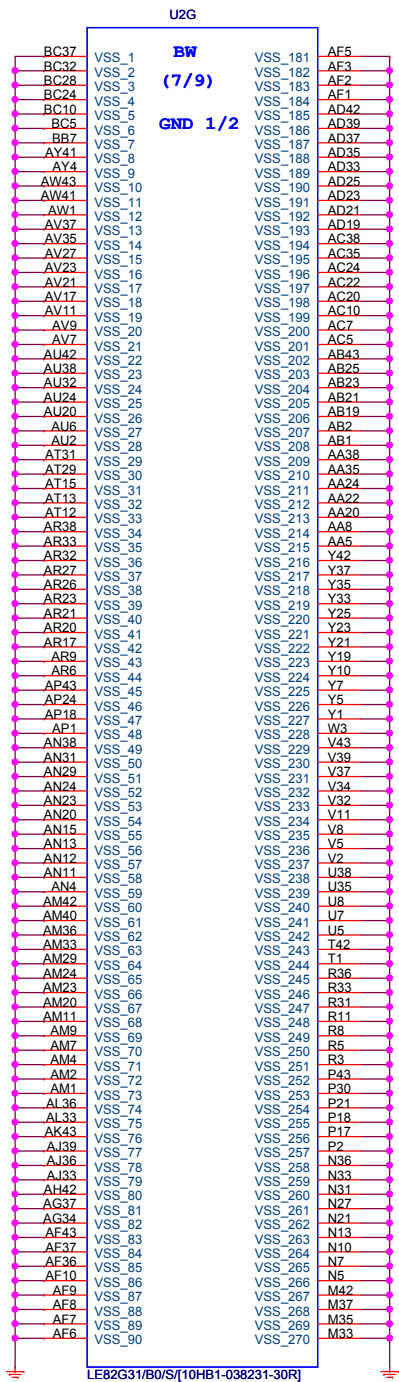 U2G
BW
(7/9)
GND 1/2
BC37 VSS_1 VSS_181 AF5
BC32 VSS_2 VSS_182 AF3
BC28 VSS_3 VSS_183 AF2
BC24 VSS_4 VSS_184 AF1
BC10 VSS_5 VSS_185 AD42
BC5 VSS_6 VSS_186 AD39
BB7 VSS_7 VSS_187 AD37
AY41 VSS_8 VSS_188 AD35
AY4 VSS_9 VSS_189 AD33
AW43 VSS_10 VSS_190 AD25
AW41 VSS_11 VSS_191 AD23
AW1 VSS_12 VSS_192 AD21
AV37 VSS_13 VSS_193 AD19
AV35 VSS_14 VSS_194 AC38
AV27 VSS_15 VSS_195 AC35
AV23 VSS_16 VSS_196 AC24
AV21 VSS_17 VSS_197 AC22
AV17 VSS_18 VSS_198 AC20
AV11 VSS_19 VSS_199 AC10
AV9 VSS_20 VSS_200 AC7
AV7 VSS_21 VSS_201 AC5
AU42 VSS_22 VSS_202 AB43
AU38 VSS_23 VSS_203 AB25
AU32 VSS_24 VSS_204 AB23
AU24 VSS_25 VSS_205 AB21
AU20 VSS_26 VSS_206 AB19
AU6 VSS_27 VSS_207 AB2
AU2 VSS_28 VSS_208 AB1
AT31 VSS_29 VSS_209 AA38
AT29 VSS_30 VSS_210 AA35
AT15 VSS_31 VSS_211 AA24
AT13 VSS_32 VSS_212 AA22
AT12 VSS_33 VSS_213 AA20
AR38 VSS_34 VSS_214 AA8
AR33 VSS_35 VSS_215 AA5
AR32 VSS_36 VSS_216 Y42
AR27 VSS_37 VSS_217 Y37
AR26 VSS_38 VSS_218 Y35
AR23 VSS_39 VSS_219 Y33
AR21 VSS_40 VSS_220 Y25
AR20 VSS_41 VSS_221 Y23
AR17 VSS_42 VSS_222 Y21
AR9 VSS_43 VSS_223 Y19
AR6 VSS_44 VSS_224 Y10
AP43 VSS_45 VSS_225 Y7
AP24 VSS_46 VSS_226 Y5
AP18 VSS_47 VSS_227 Y1
AP1 VSS_48 VSS_228 W3
AN38 VSS_49 VSS_229 V43
AN31 VSS_50 VSS_230 V39
AN29 VSS_51 VSS_231 V37
AN24 VSS_52 VSS_232 V34
AN23 VSS_53 VSS_233 V32
AN20 VSS_54 VSS_234 V11
AN15 VSS_55 VSS_235 V8
AN13 VSS_56 VSS_236 V5
AN12 VSS_57 VSS_237 V2
AN11 VSS_58 VSS_238 U38
AN4 VSS_59 VSS_239 U35
AM42 VSS_60 VSS_240 U8
AM40 VSS_61 VSS_241 U7
AM36 VSS_62 VSS_242 U5
AM33 VSS_63 VSS_243 T42
AM29 VSS_64 VSS_244 T1
AM24 VSS_65 VSS_245 R36
AM23 VSS_66 VSS_246 R33
AM20 VSS_67 VSS_247 R31
AM11 VSS_68 VSS_248 R11
AM9 VSS_69 VSS_249 R8
AM7 VSS_70 VSS_250 R5
AM4 VSS_71 VSS_251 R3
AM2 VSS_72 VSS_252 P43
AM1 VSS_73 VSS_253 P30
AL36 VSS_74 VSS_254 P21
AL33 VSS_75 VSS_255 P18
AK43 VSS_76 VSS_256 P17
AJ39 VSS_77 VSS_257 P2
AJ36 VSS_78 VSS_258 N36
AJ33 VSS_79 VSS_259 N33
AH42 VSS_80 VSS_260 N31
AG37 VSS_81 VSS_261 N27
AG34 VSS_82 VSS_262 N21
AF43 VSS_83 VSS_263 N13
AF37 VSS_84 VSS_264 N10
AF36 VSS_85 VSS_265 N7
AF10 VSS_86 VSS_266 N5
AF9 VSS_87 VSS_267 M42
AF8 VSS_88 VSS_268 M37
AF7 VSS_89 VSS_269 M35
AF6 VSS_90 VSS_270 M33
LE82G31/B0/S/[10HB1-038231-30R]